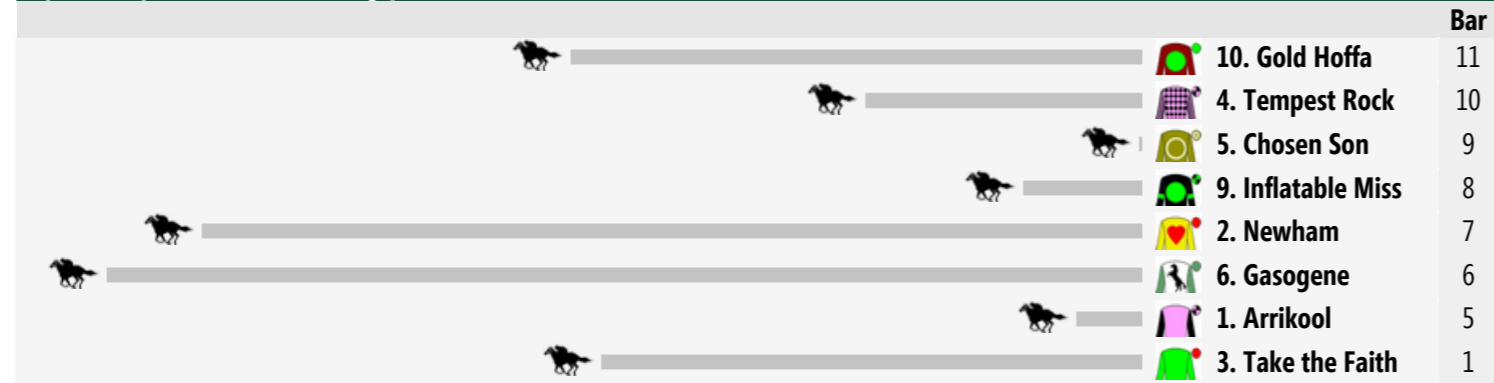 Bar
10. Gold Hoffa 11
4. Tempest Rock 10
5. Chosen Son 9
9. Inflatable Miss 8
2. Newham 7
6. Gasogene 6
1. Arrikool 5
3. Take the Faith 1